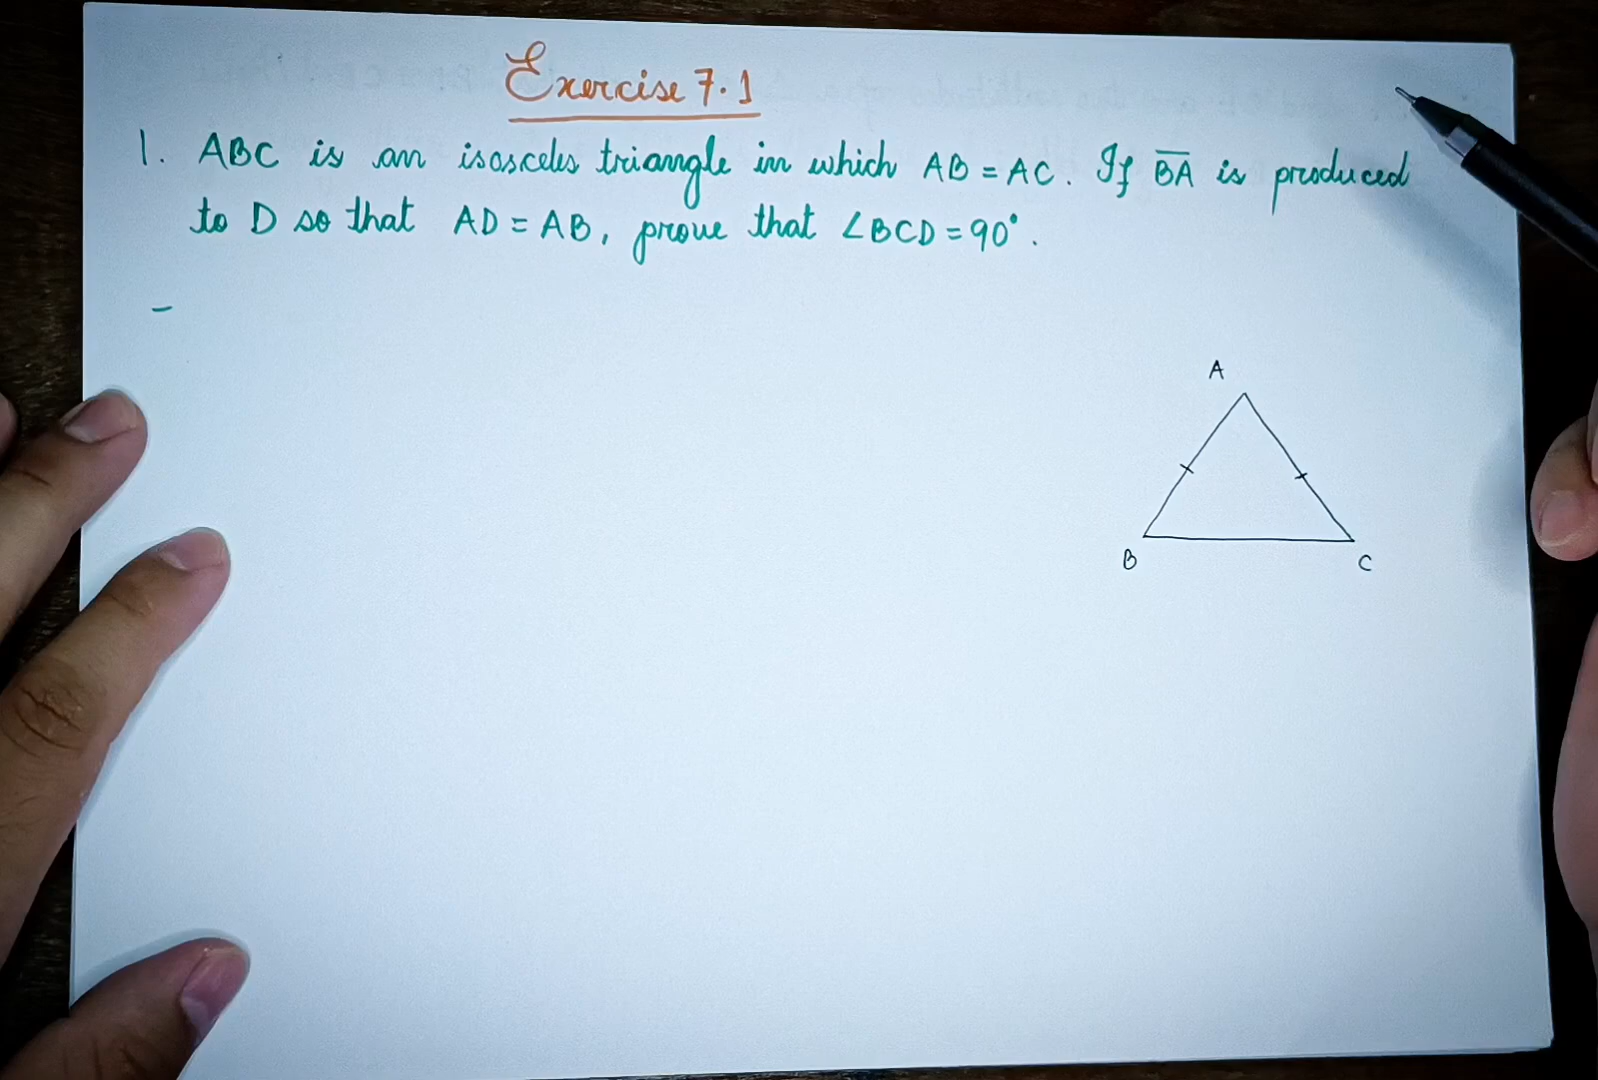 Exercise 7.1
1. ABC is an isosceles triangle in which AB = AC. If B̅A̅ is produced
to D so that AD = AB, prove that ∠BCD = 90°.
–
A
B
C